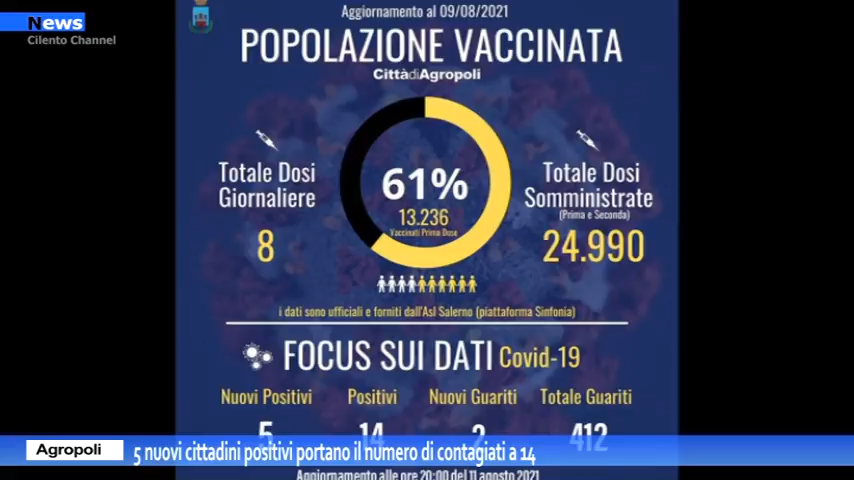 News
Cilento Channel
Aggiornamento al 09/08/2021
POPOLAZIONE VACCINATA
CittàdiAgropoli
Totale Dosi
Giornaliere
8
61%
13.236
Vaccinati Prima Dose
Totale Dosi
Somministrate
(Prima e Seconda)
24.990
i dati sono ufficiali e forniti dall'Asl Salerno (piattaforma Sinfonia)
FOCUS SUI DATI Covid-19
Nuovi Positivi Positivi Nuovi Guariti Totale Guariti
5 14 2 412
Agropoli 5 nuovi cittadini positivi portano il numero di contagiati a 14
Aggiornamento alle ore 20:00 del 11 agosto 2021